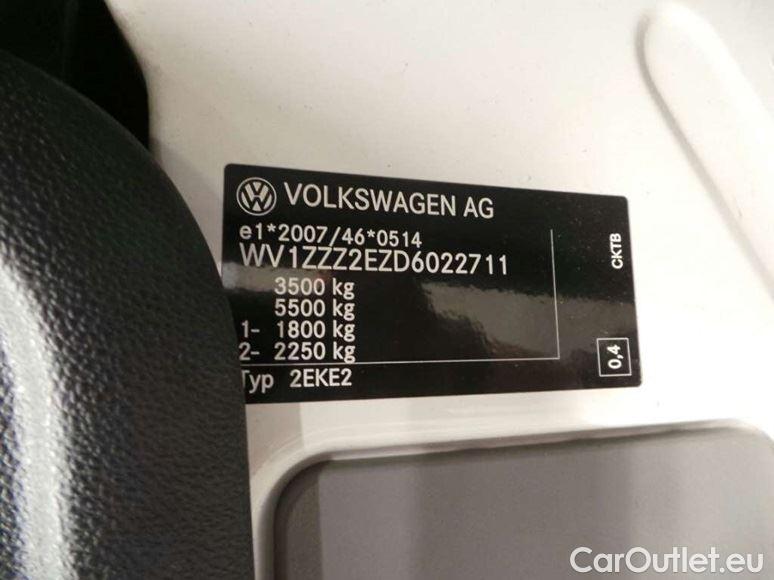 VOLKSWAGEN AG
e1*2007/46*0514
WV1ZZZ2EZD6022711
3500 kg
5500 kg
1- 1800 kg
2- 2250 kg
Typ 2EKE2
CKTB
0,4
CarOutlet.eu